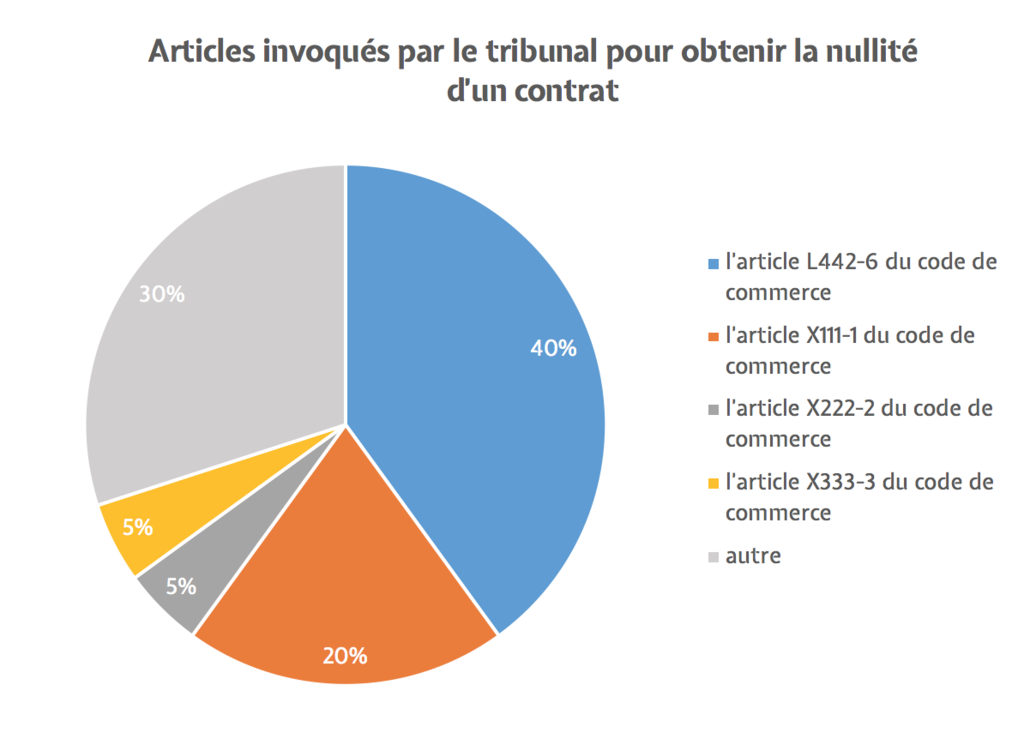 Articles invoqués par le tribunal pour obtenir la nullité
d'un contrat
30%
40%
5%
5%
20%
l'article L442-6 du code de
commerce
l'article X111-1 du code de
commerce
l'article X222-2 du code de
commerce
l'article X333-3 du code de
commerce
autre